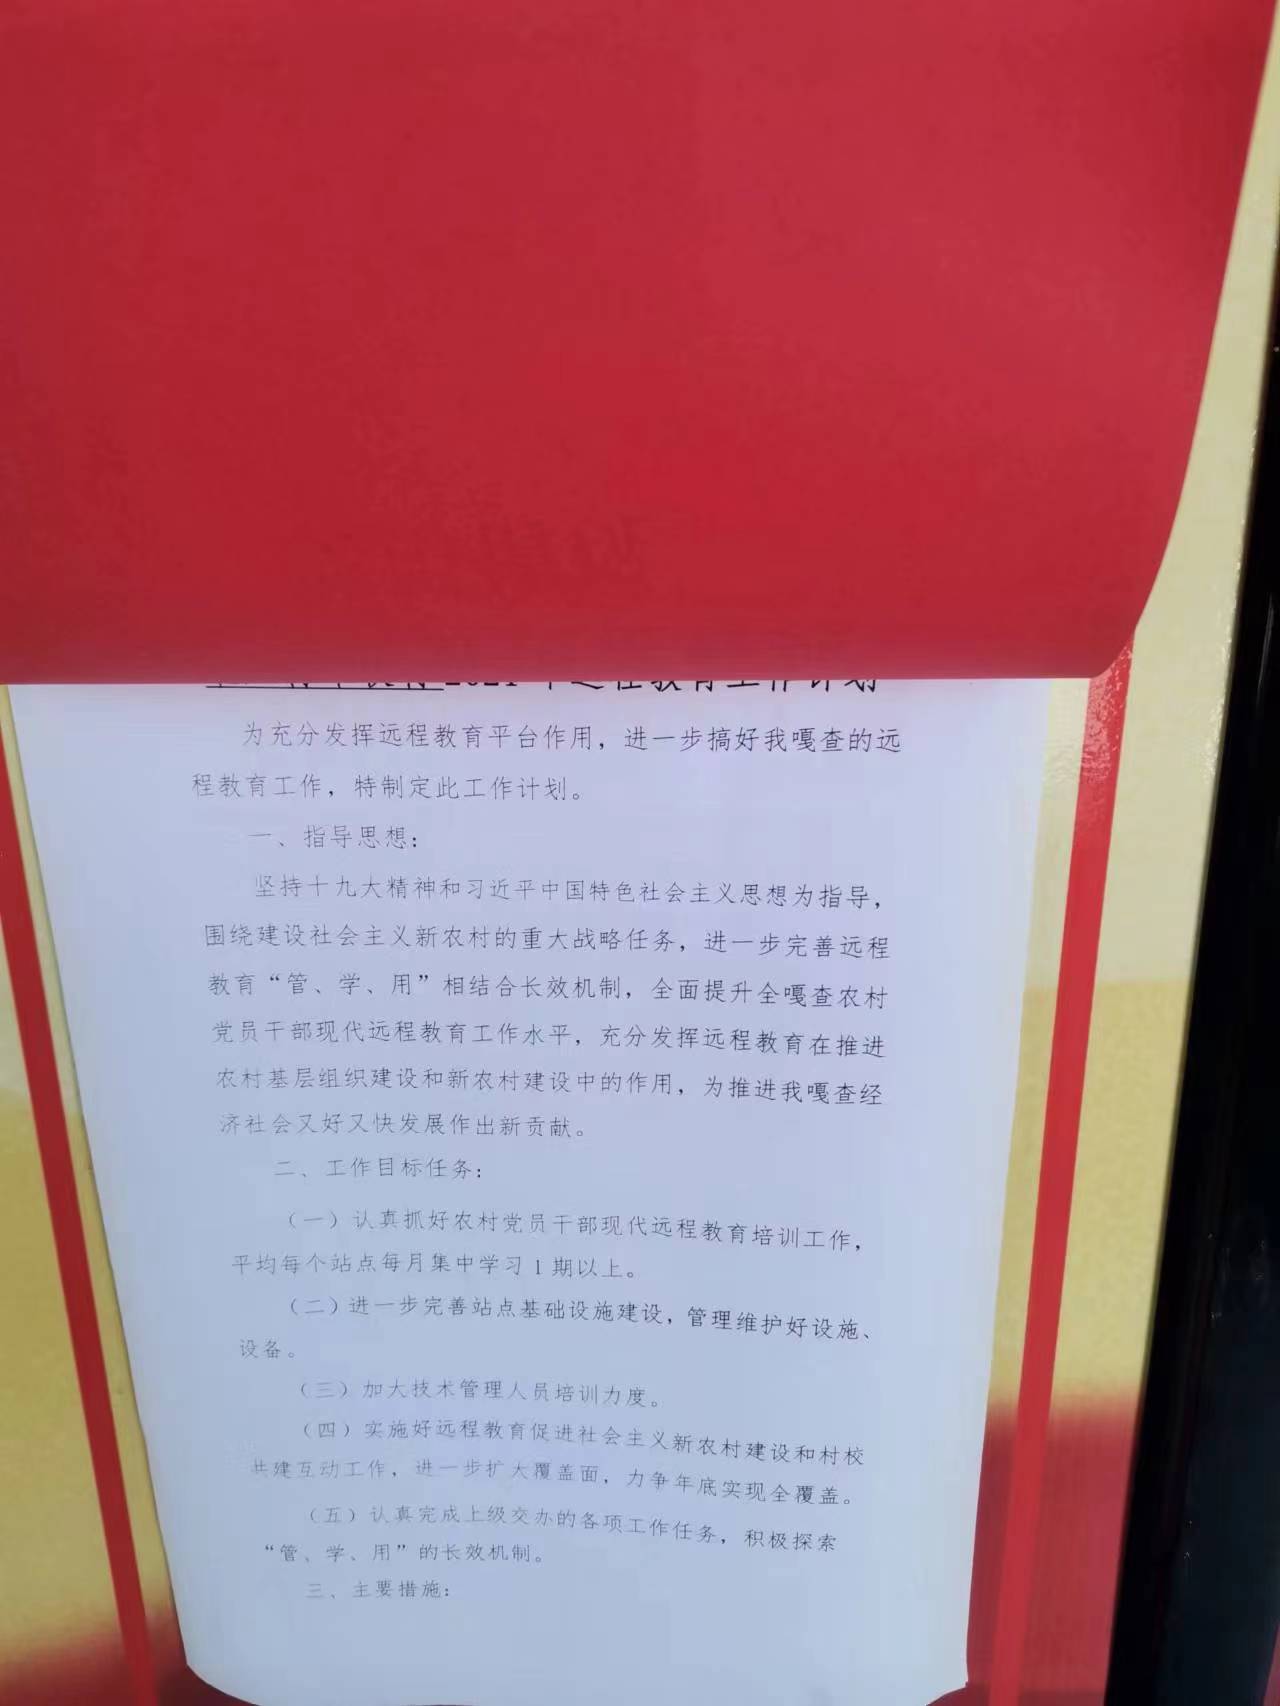 2021年远程教育工作计划
为充分发挥远程教育平台作用，进一步搞好我嘎查的远
程教育工作，特制定此工作计划。
一、指导思想：
坚持十九大精神和习近平中国特色社会主义思想为指导，
围绕建设社会主义新农村的重大战略任务，进一步完善远程
教育“管、学、用”相结合长效机制，全面提升全嘎查农村
党员干部现代远程教育工作水平，充分发挥远程教育在推进
农村基层组织建设和新农村建设中的作用，为推进我嘎查经
济社会又好又快发展作出新贡献。
二、工作目标任务：
（一）认真抓好农村党员干部现代远程教育培训工作，
平均每个站点每月集中学习1期以上。
（二）进一步完善站点基础设施建设，管理维护好设施、
设备。
（三）加大技术管理人员培训力度。
（四）实施好远程教育促进社会主义新农村建设和村校
共建互动工作，进一步扩大覆盖面，力争年底实现全覆盖。
（五）认真完成上级交办的各项工作任务，积极探索
“管、学、用”的长效机制。
三、主要措施：